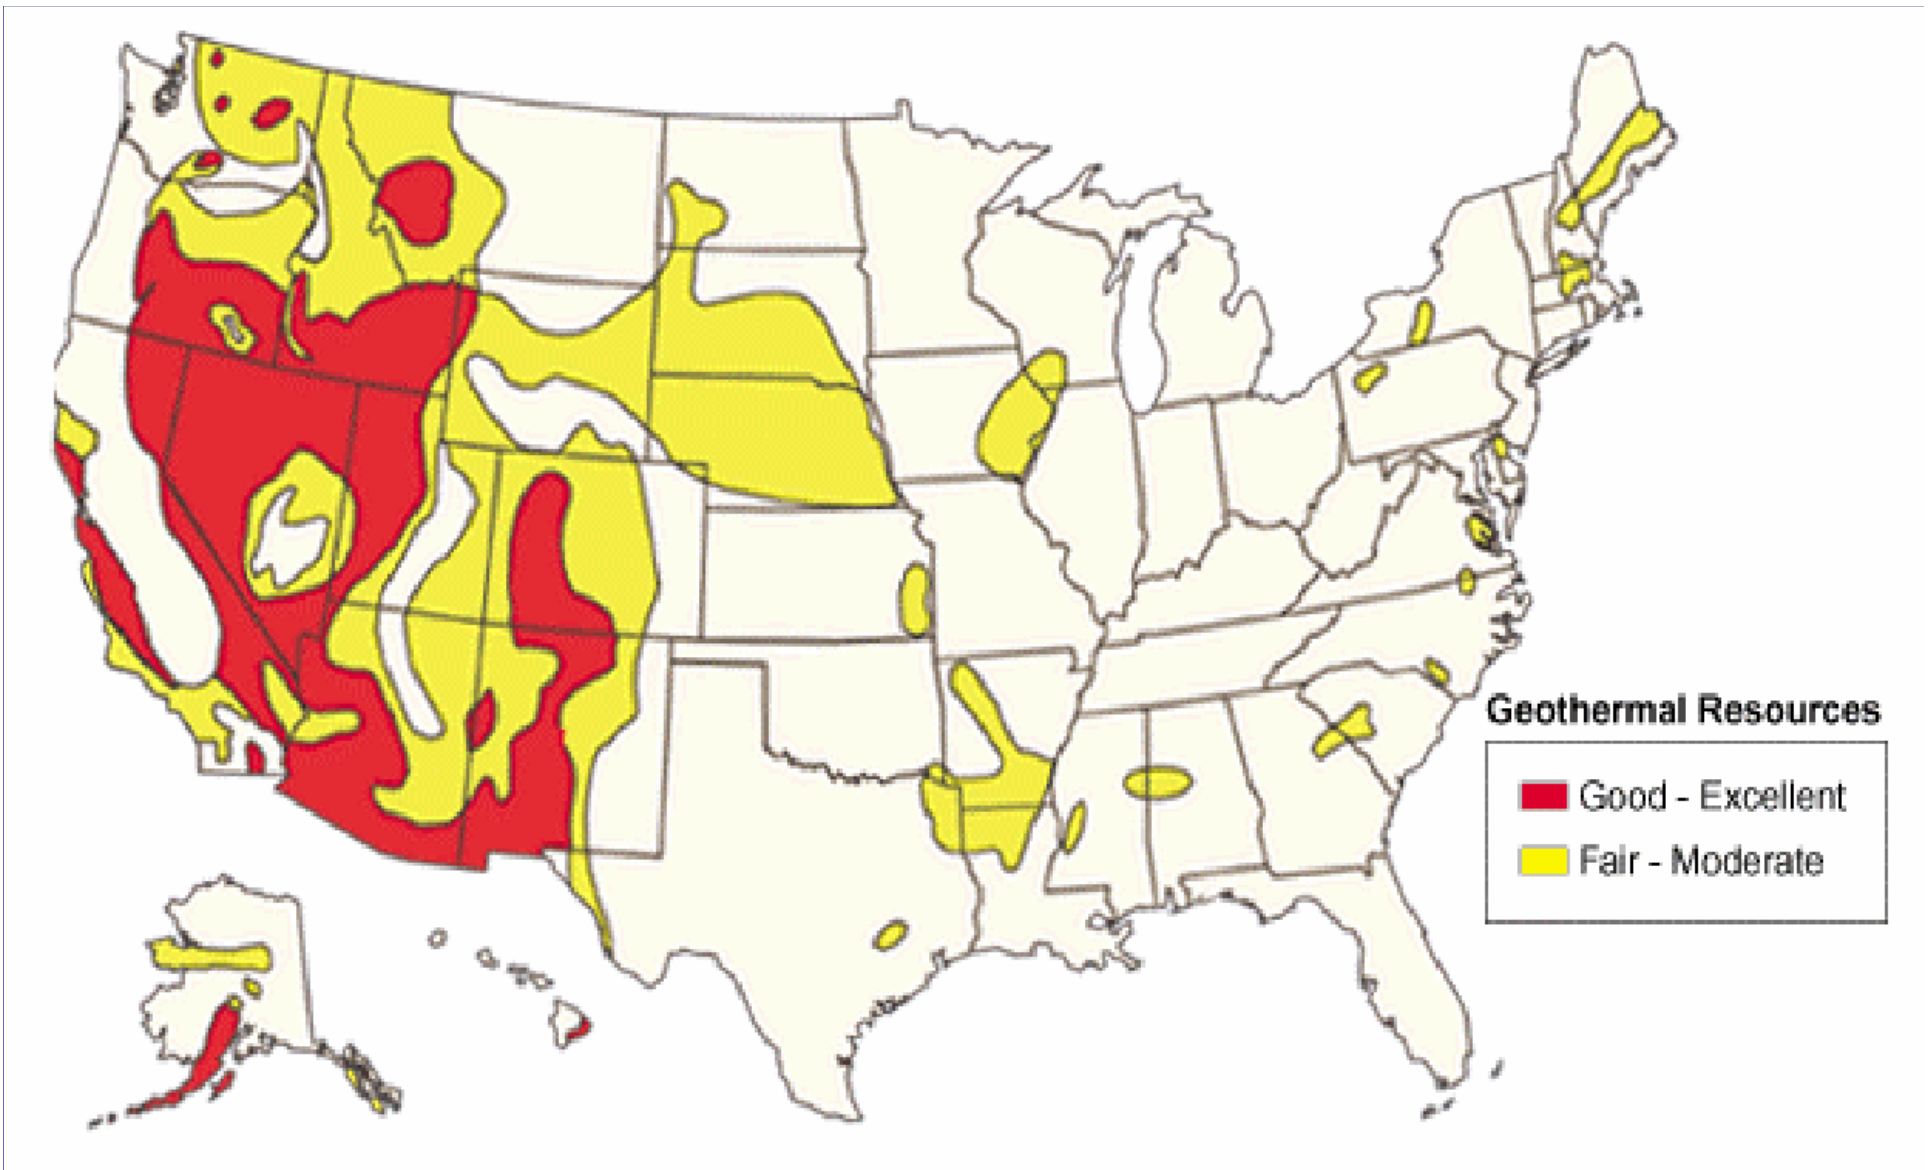 Geothermal Resources
Good - Excellent
Fair - Moderate